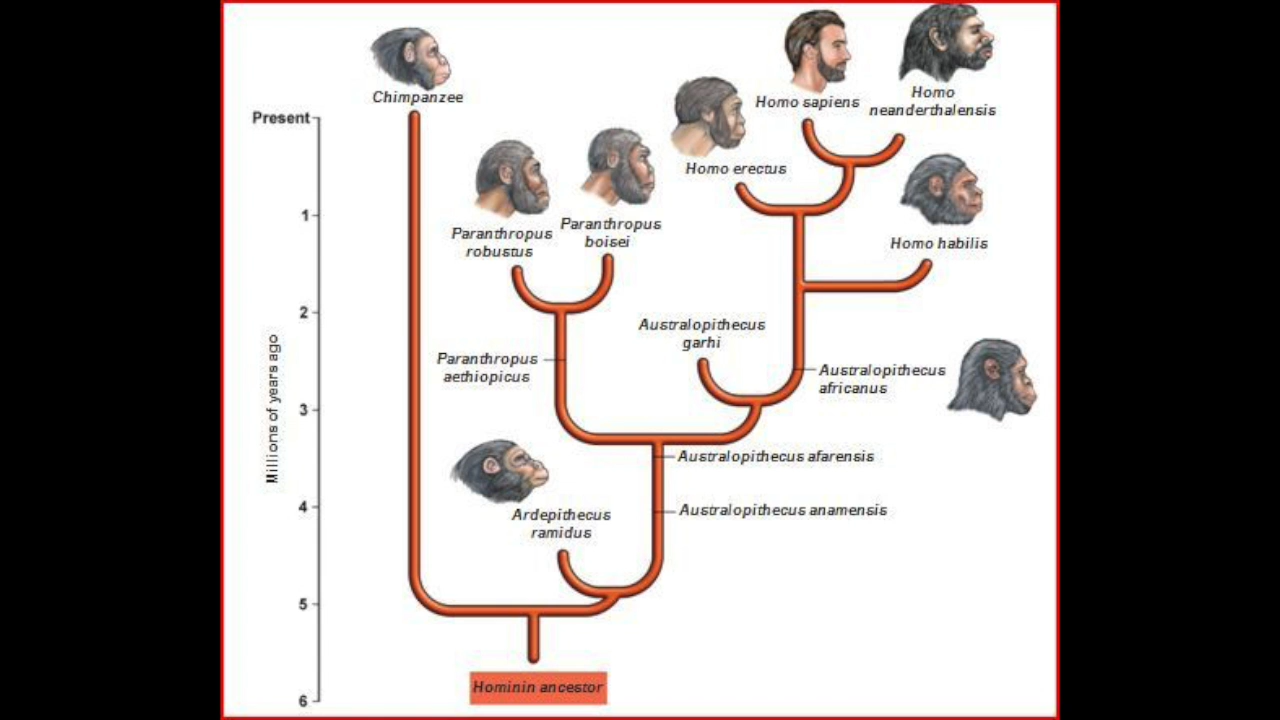 Chimpanzee
Homo sapiens
Homo
neanderthalensis
Present
Homo erectus
1
Paranthropus
robustus
Paranthropus
boisei
Homo habilis
2
Australopithecus
garhi
Paranthropus
aethiopicus
Australopithecus
africanus
Millions of years ago
3
Australopithecus afarensis
4
Ardepithecus
ramidus
Australopithecus anamensis
5
Hominin ancestor
6